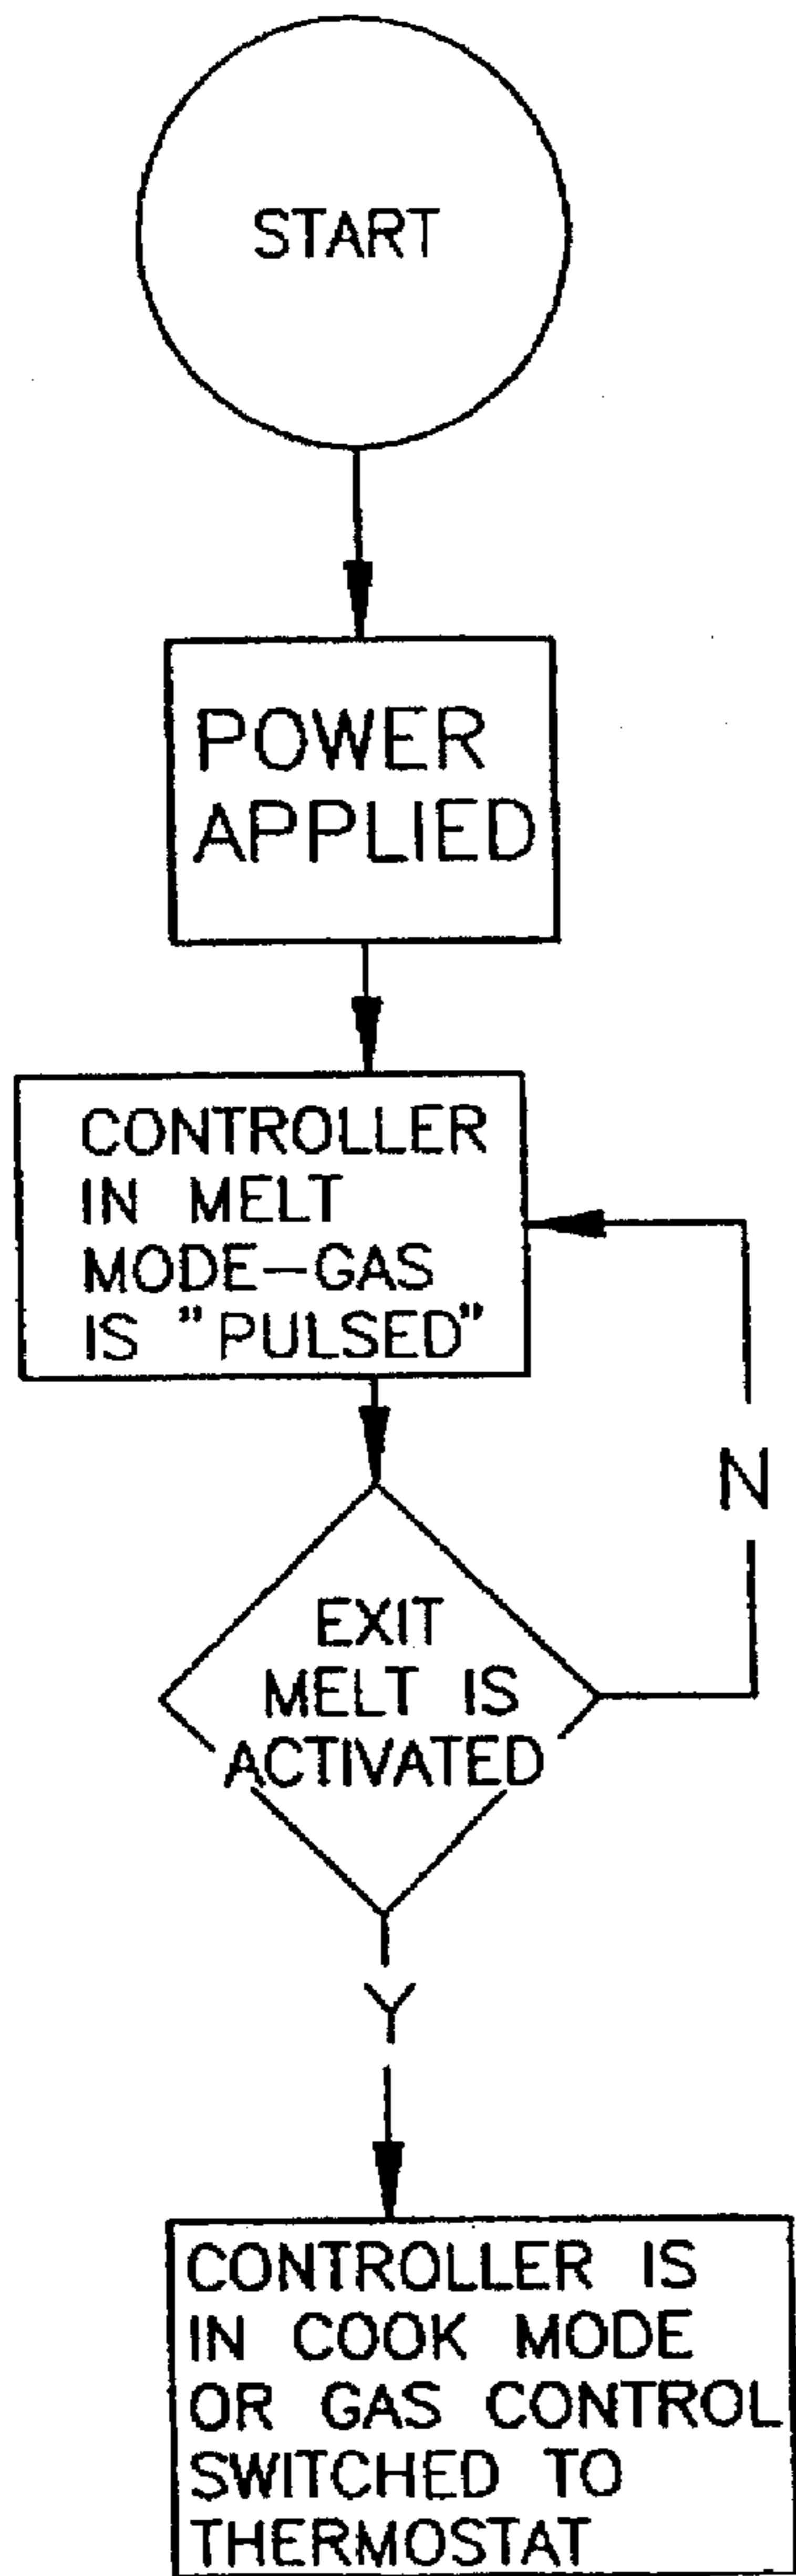 START
POWER
APPLIED
CONTROLLER
IN MELT
MODE-GAS
IS "PULSED"
N
EXIT
MELT IS
ACTIVATED
Y
CONTROLLER IS
IN COOK MODE
OR GAS CONTROL
SWITCHED TO
THERMOSTAT